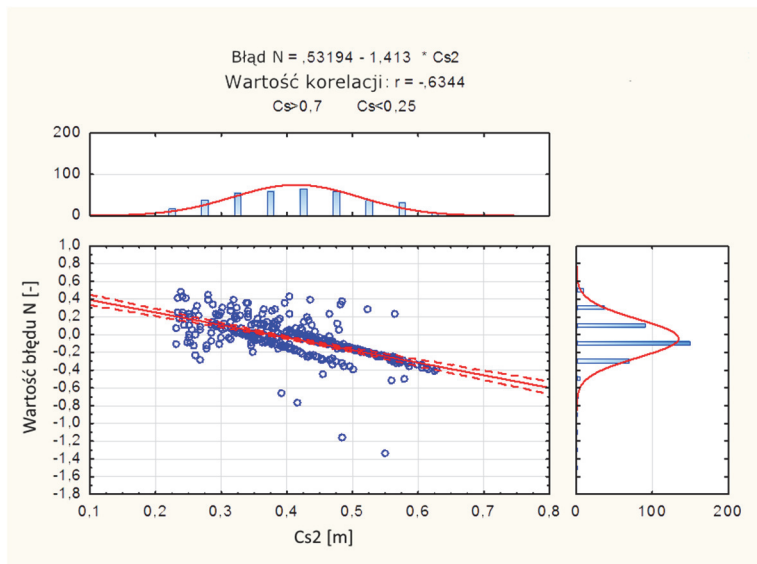 Błąd N = ,53194 - 1,413 * Cs2
Wartość korelacji: r = -,6344
Cs>0,7 Cs<0,25
200
100
0
1,0
0,8
0,6
0,4
0,2
0,0
-0,2
-0,4
-0,6
-0,8
-1,0
-1,2
-1,4
-1,6
-1,8
Wartość błędu N [-]
0,1 0,2 0,3 0,4 0,5 0,6 0,7 0,8
Cs2 [m]
0 100 200